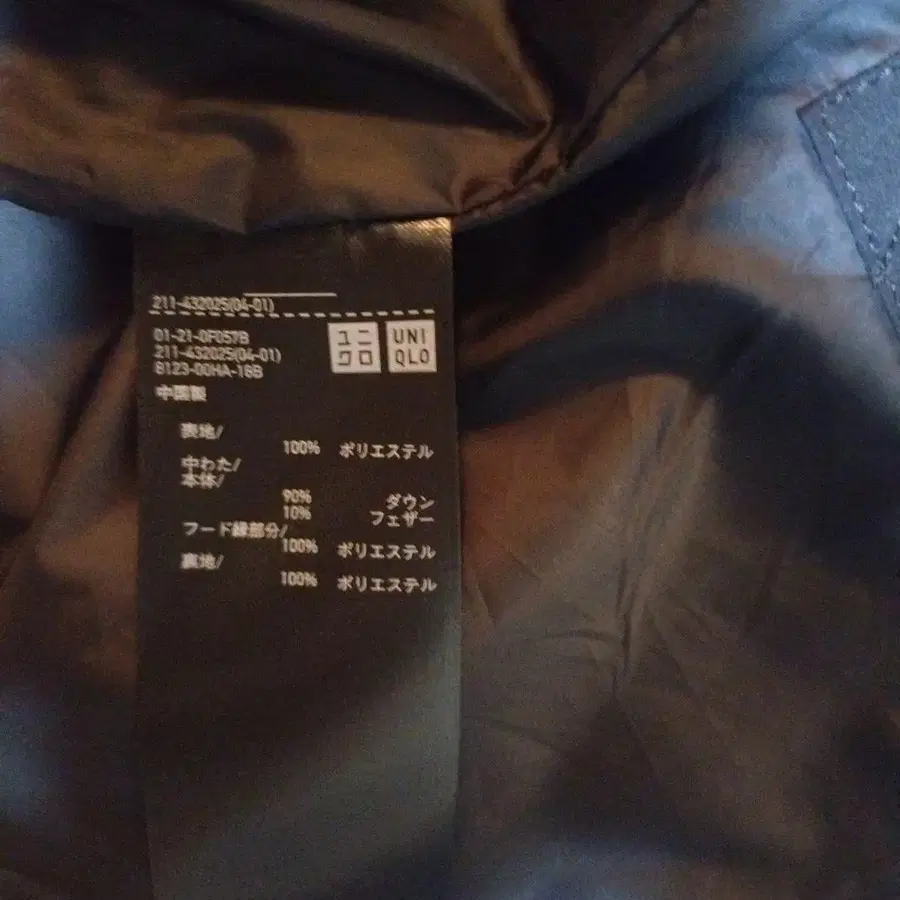 211-432025(04-01)
01-21-0F057B
211-432025(04-01)
8123-00HA-18B
中国製
ユニ
クロ
UNI
QLO
表地/
100% ポリエステル
中わた/
本体/
90% ダウン
10% フェザー
フード縁部分/
100% ポリエステル
裏地/
100% ポリエステル